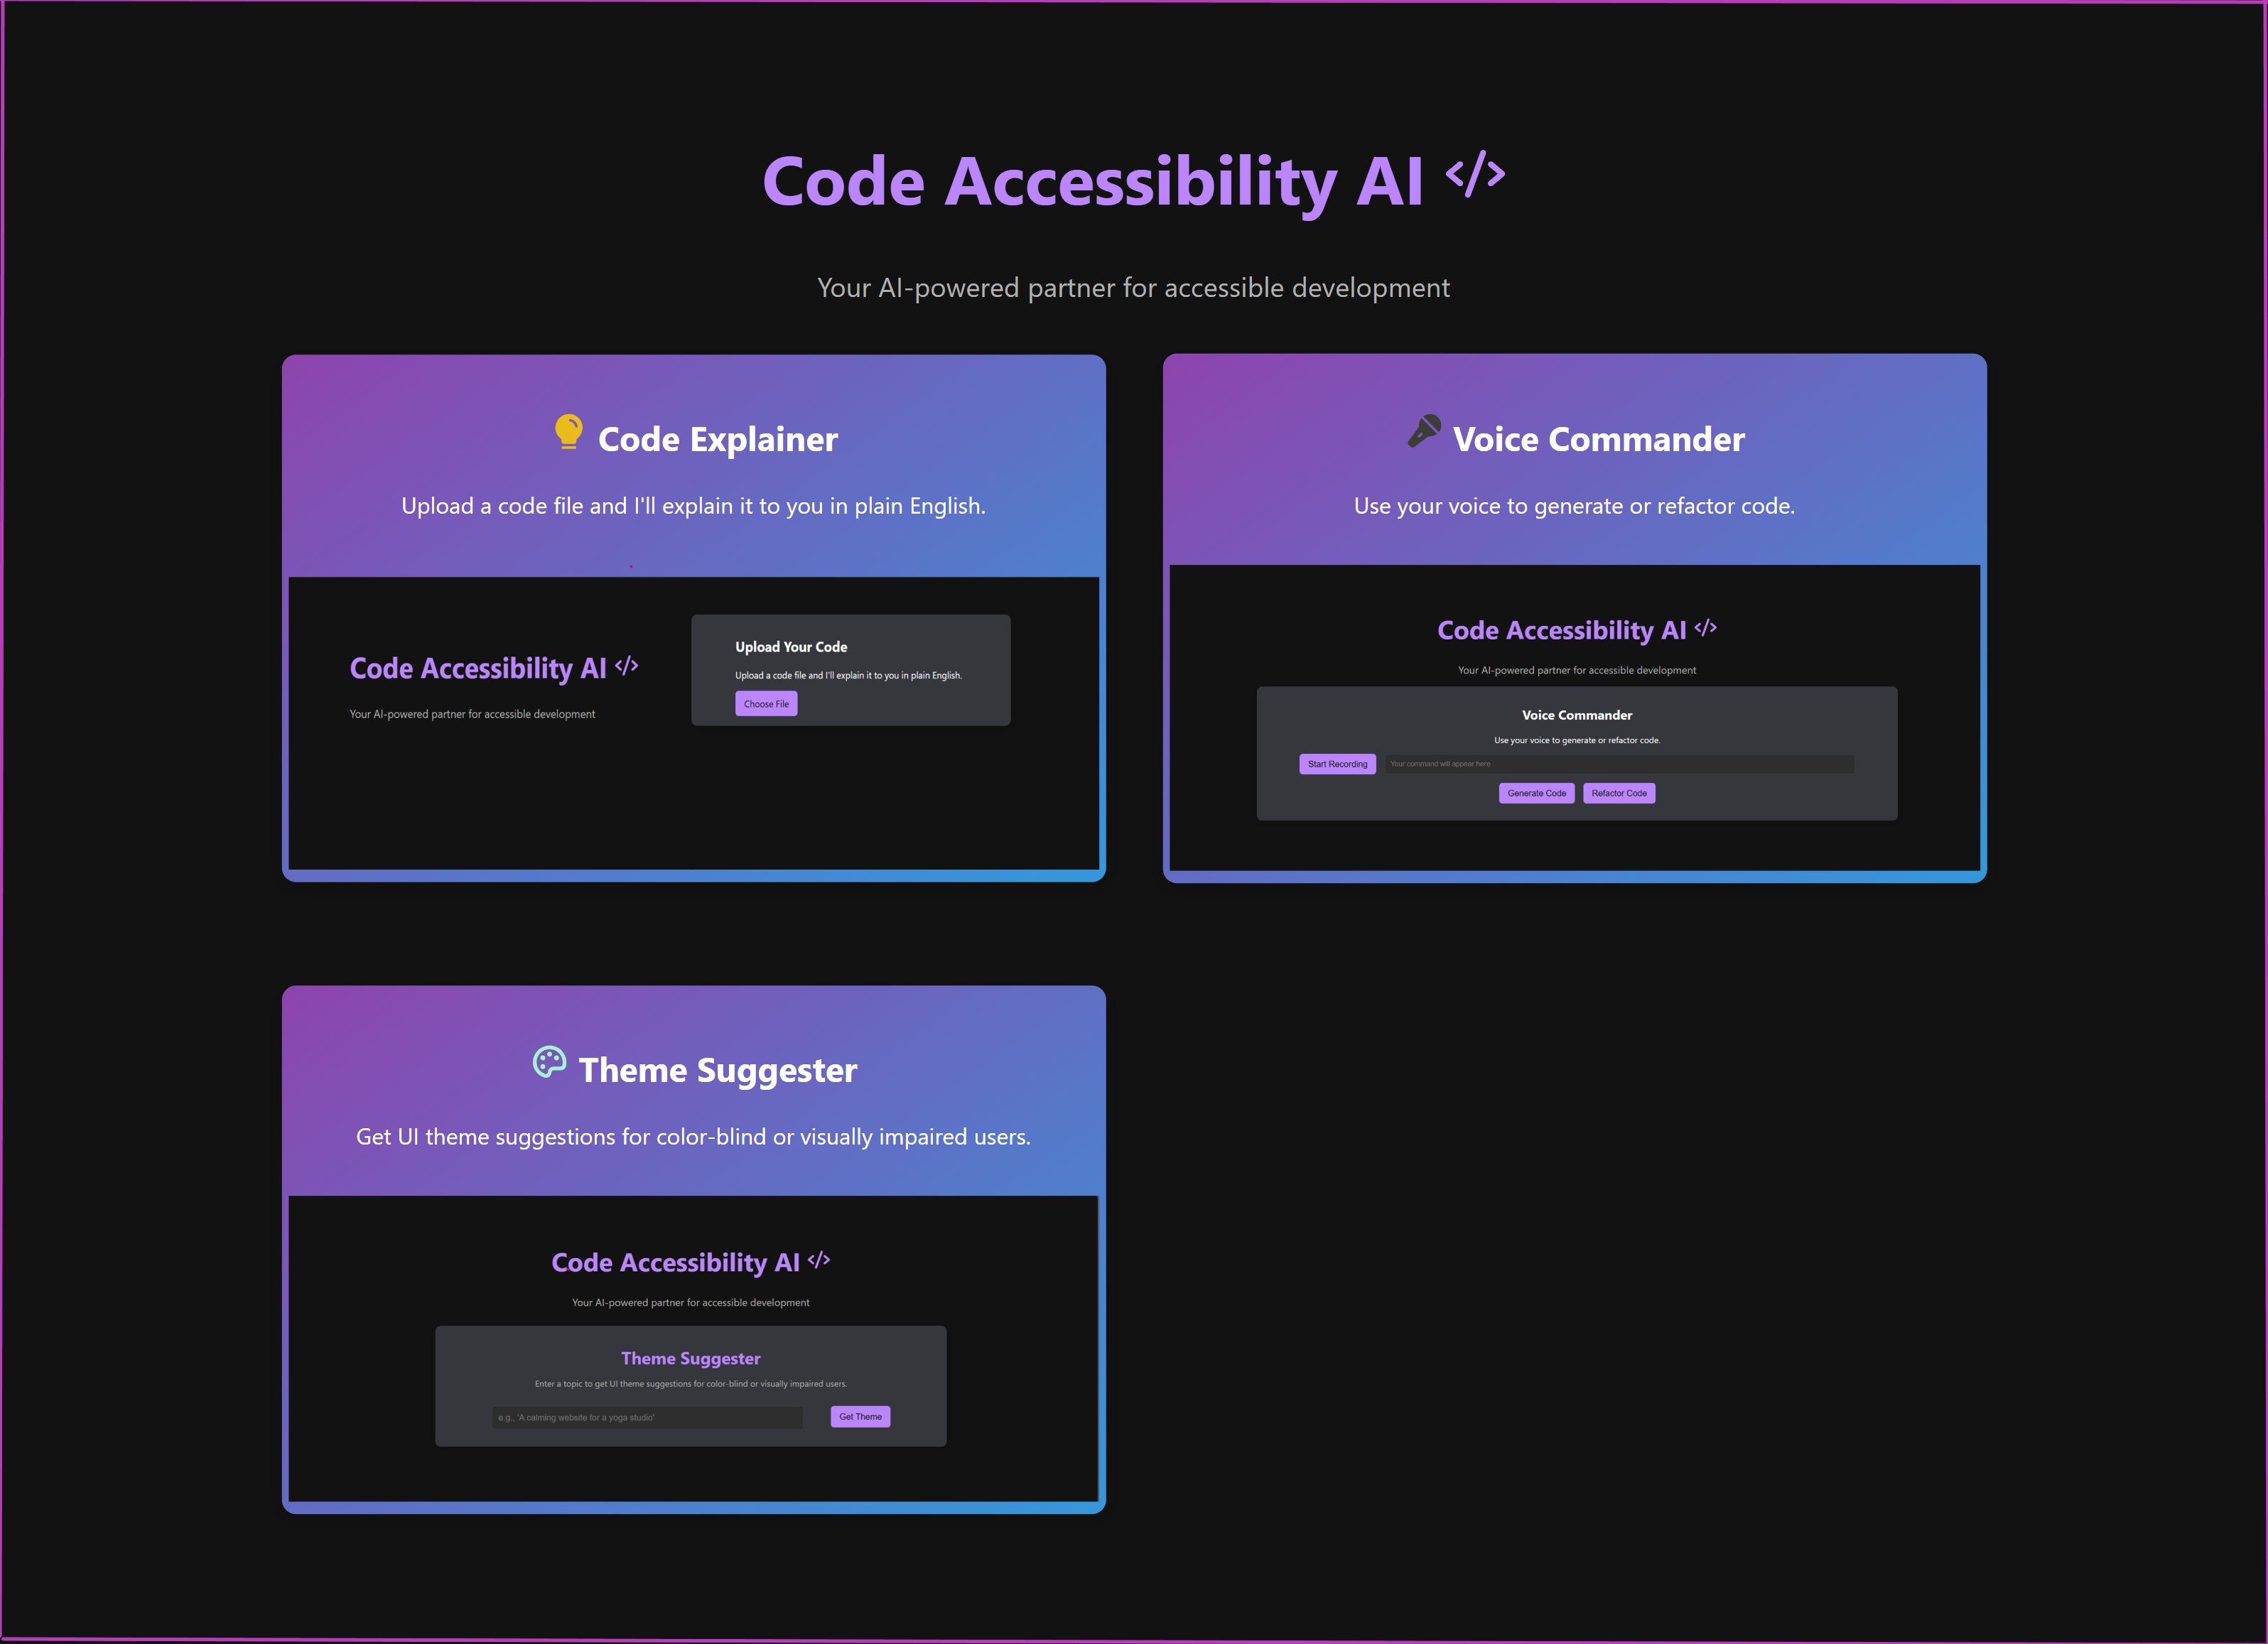 Code Accessibility AI </>
Your AI-powered partner for accessible development
Code Explainer
Upload a code file and I'll explain it to you in plain English.
Code Accessibility AI </>
Your AI-powered partner for accessible development
Upload Your Code
Upload a code file and I'll explain it to you in plain English.
Choose File
Voice Commander
Use your voice to generate or refactor code.
Code Accessibility AI </>
Your AI-powered partner for accessible development
Voice Commander
Use your voice to generate or refactor code.
Start Recording Your command will appear here
Generate Code Refactor Code
Theme Suggester
Get UI theme suggestions for color-blind or visually impaired users.
Code Accessibility AI </>
Your AI-powered partner for accessible development
Theme Suggester
Enter a topic to get UI theme suggestions for color-blind or visually impaired users.
e.g., 'A calming website for a yoga studio' Get Theme